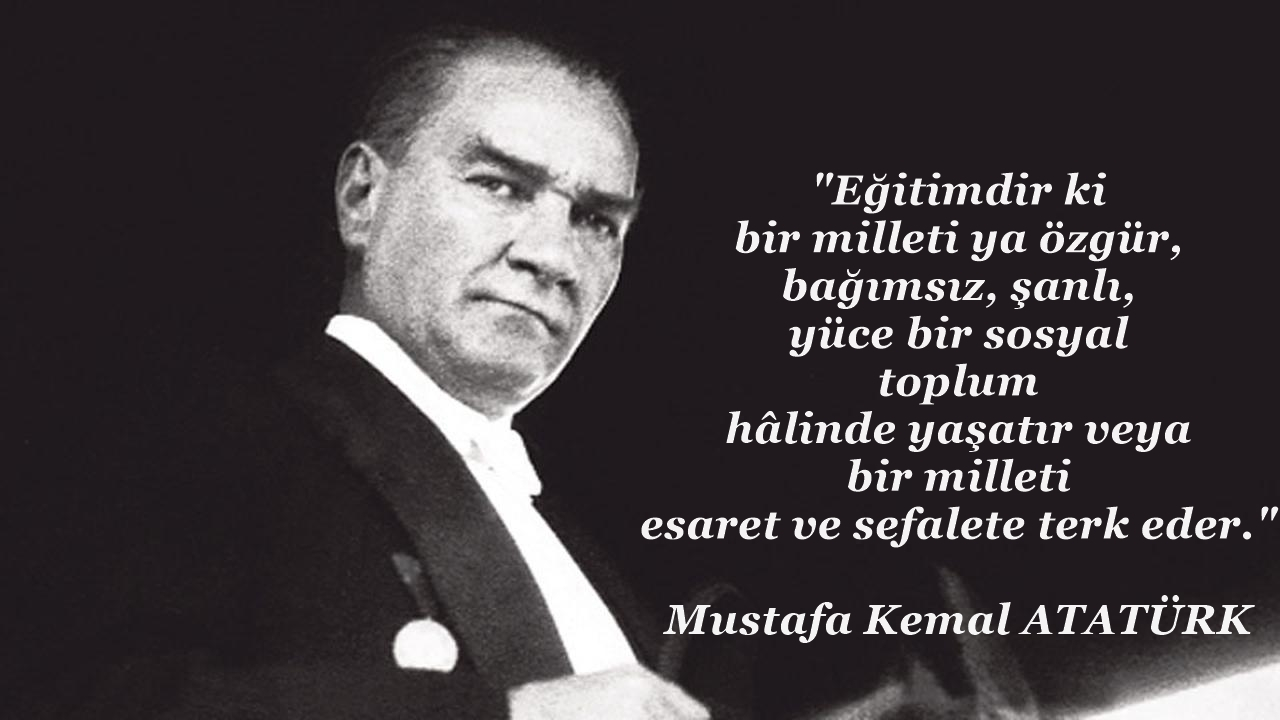 "Eğitimdir ki
bir milleti ya özgür,
bağımsız, şanlı,
yüce bir sosyal
toplum
hâlinde yaşatır veya
bir milleti
esaret ve sefalete terk eder."
Mustafa Kemal ATATÜRK